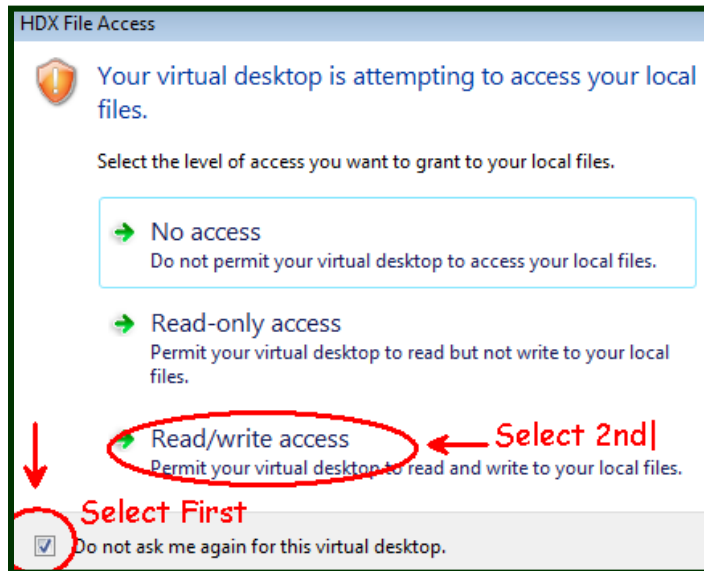 HDX File Access
Your virtual desktop is attempting to access your local
files.
Select the level of access you want to grant to your local files.
No access
Do not permit your virtual desktop to access your local files.
Read-only access
Permit your virtual desktop to read but not write to your local
files.
Read/write access
Select 2nd
Permit your virtual desktop to read and write to your local files.
Select First
Do not ask me again for this virtual desktop.